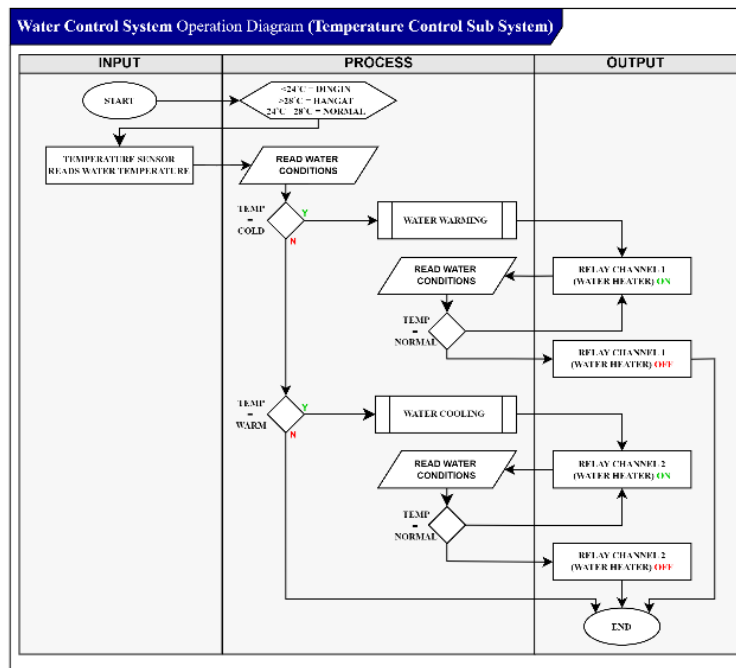 Water Control System Operation Diagram (Temperature Control Sub System)
INPUT
PROCESS
OUTPUT
START
<24°C = DINGIN
>28°C = HANGAT
24°C - 28°C = NORMAL
TEMPERATURE SENSOR
READS WATER TEMPERATURE
READ WATER
CONDITIONS
TEMP
=
COLD
Y
N
WATER WARMING
RELAY CHANNEL 1
(WATER HEATER) ON
READ WATER
CONDITIONS
TEMP
=
NORMAL
RELAY CHANNEL 1
(WATER HEATER) OFF
TEMP
=
WARM
Y
N
WATER COOLING
RELAY CHANNEL 2
(WATER HEATER) ON
READ WATER
CONDITIONS
TEMP
=
NORMAL
RELAY CHANNEL 2
(WATER HEATER) OFF
END